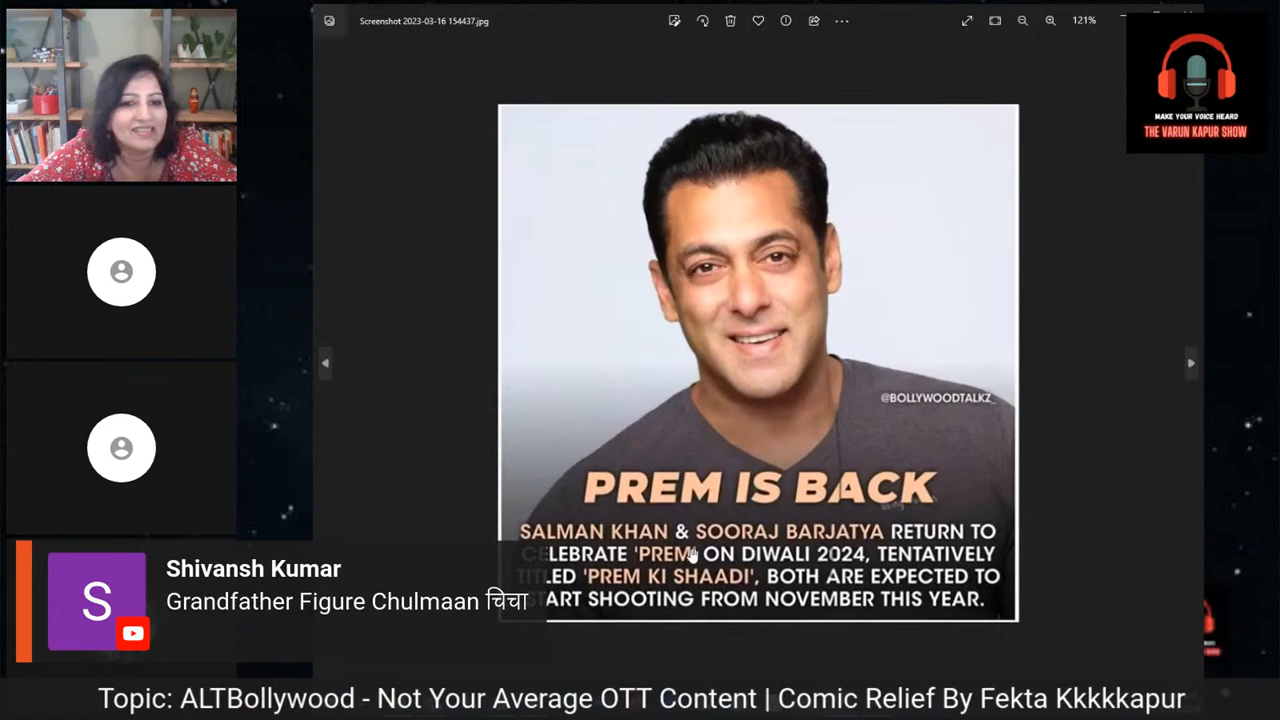 Screenshot 2023-03-16 154437.jpg
121%
MAKE YOUR VOICE HEARD
THE VARUN KAPUR SHOW
@BOLLYWOODTALKZ_
PREM IS BACK
SALMAN KHAN & SOORAJ BARJATYA RETURN TO
CELEBRATE 'PREM' ON DIWALI 2024, TENTATIVELY
TITLED 'PREM KI SHAADI', BOTH ARE EXPECTED TO
START SHOOTING FROM NOVEMBER THIS YEAR.
S
Shivansh Kumar
Grandfather Figure Chulmaan चिचा
Topic: ALTBollywood - Not Your Average OTT Content | Comic Relief By Fekta Kkkkkapur